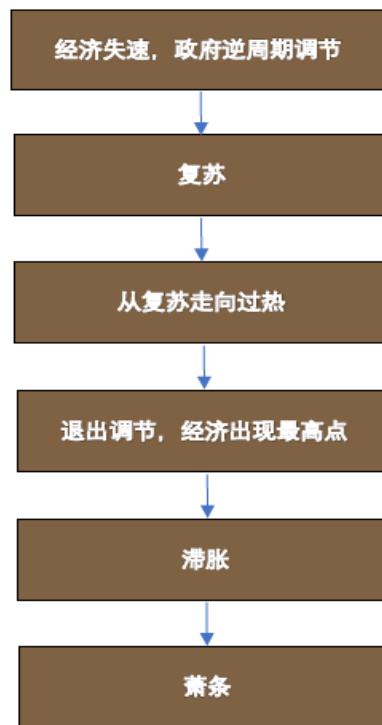 经济失速，政府逆周期调节
复苏
从复苏走向过热
退出调节，经济出现最高点
滞胀
萧条